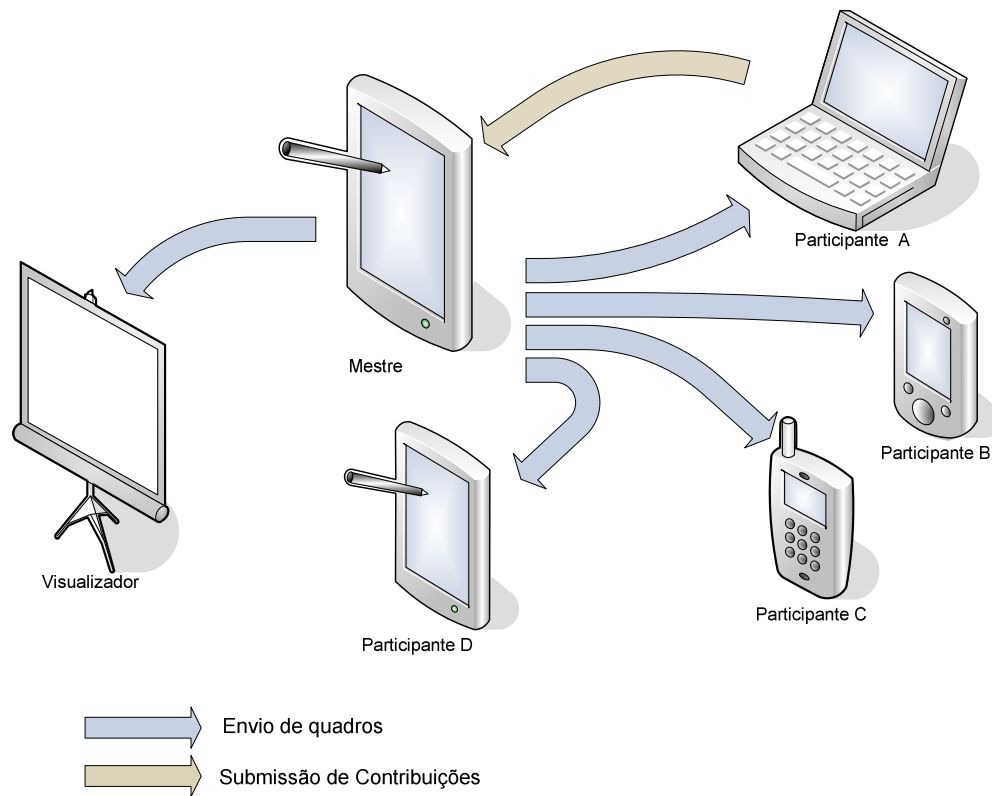 Participante A
Mestre
Participante B
Visualizador
Participante C
Participante D
Envio de quadros
Submissão de Contribuições